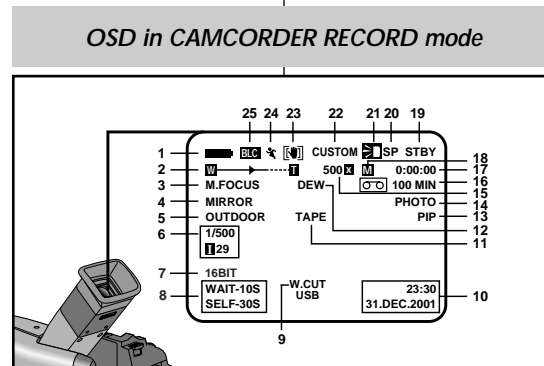 OSD in CAMCORDER RECORD mode
25 24 23 22 21 20 19
1 BLC CUSTOM SP STBY
18
2 W T 500 X M 0:00:00 17
3 M.FOCUS DEW 100 MIN 16
15
4 MIRROR PHOTO 14
5 OUTDOOR TAPE PIP 13
6 1/500 12
I 29 11
7 16BIT
8 WAIT-10S W.CUT 23:30
SELF-30S USB 31.DEC.2001 10
9